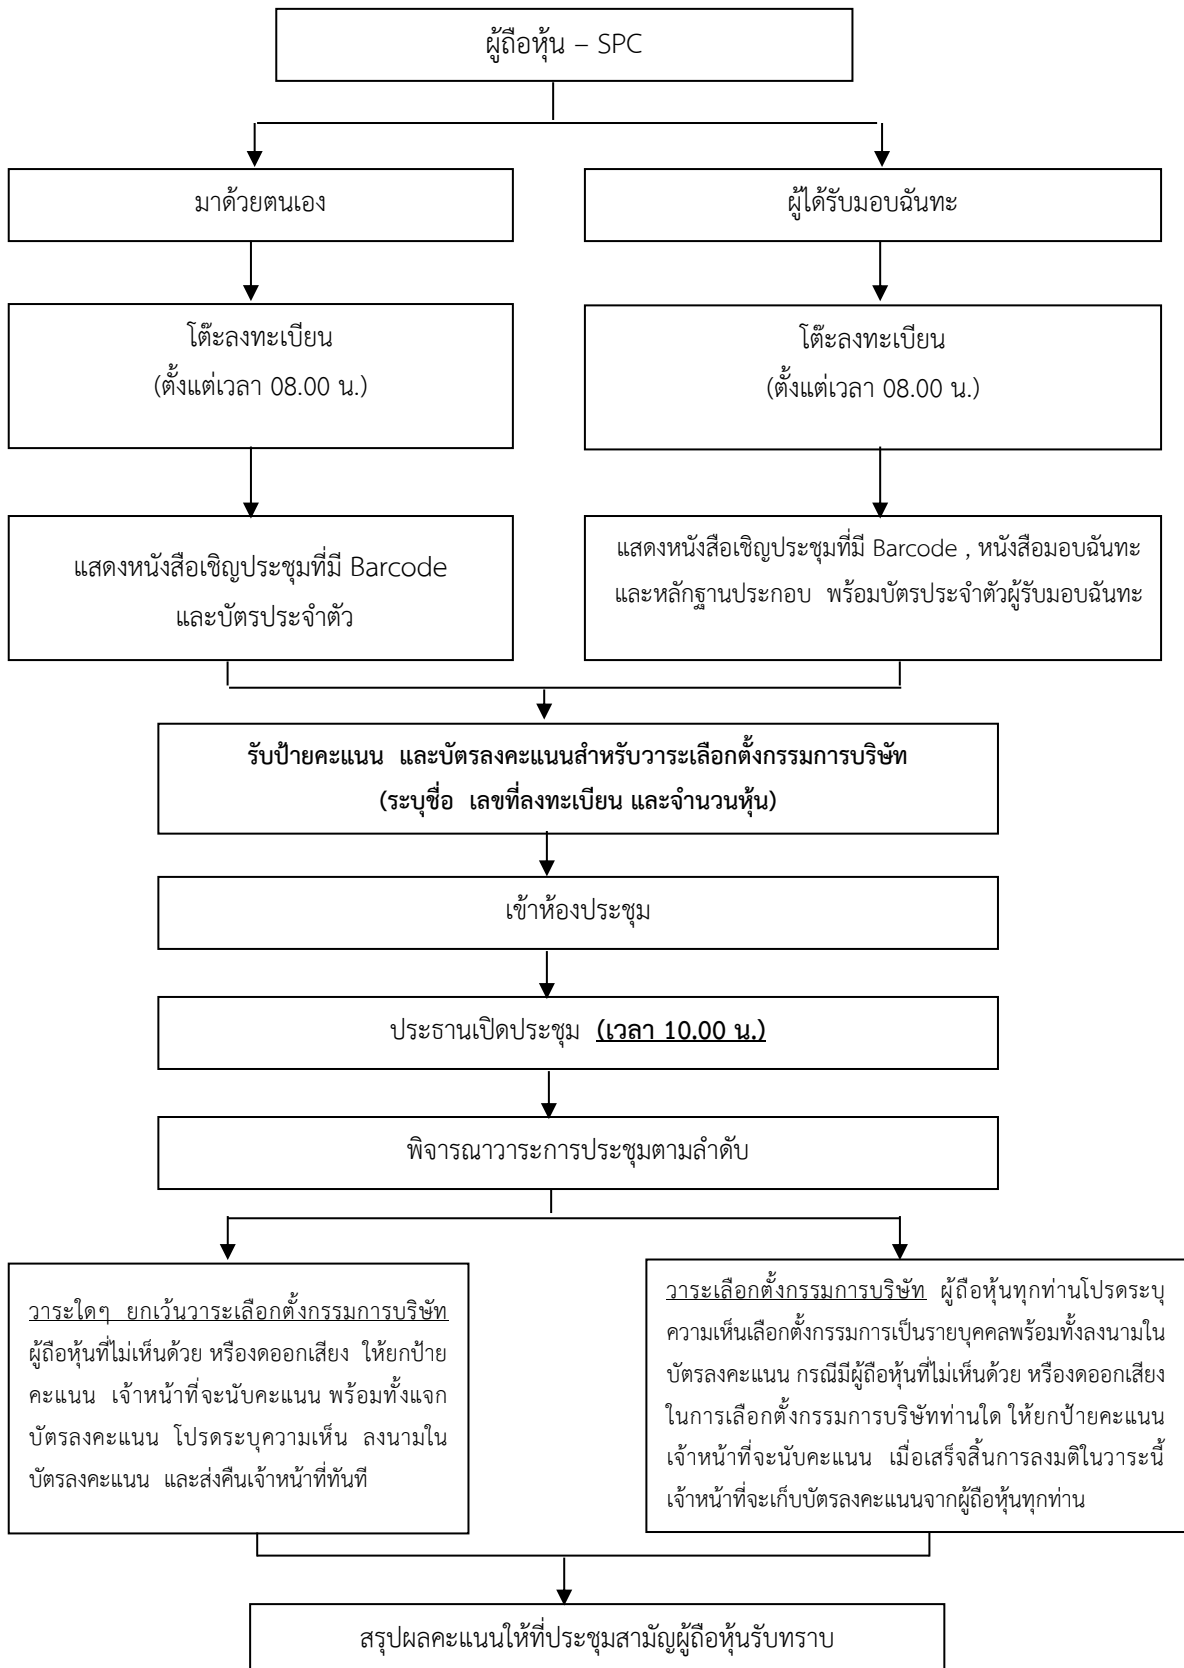 ผู้ถือหุ้น – SPC
มาด้วยตนเอง
ผู้ได้รับมอบฉันทะ
โต๊ะลงทะเบียน
(ตั้งแต่เวลา 08.00 น.)
โต๊ะลงทะเบียน
(ตั้งแต่เวลา 08.00 น.)
แสดงหนังสือเชิญประชุมที่มี Barcode
และบัตรประจำตัว
แสดงหนังสือเชิญประชุมที่มี Barcode , หนังสือมอบฉันทะ
และหลักฐานประกอบ พร้อมบัตรประจำตัวผู้รับมอบฉันทะ
รับป้ายคะแนน และบัตรลงคะแนนสำหรับวาระเลือกตั้งกรรมการบริษัท
(ระบุชื่อ เลขที่ลงทะเบียน และจำนวนหุ้น)
เข้าห้องประชุม
ประธานเปิดประชุม (เวลา 10.00 น.)
พิจารณาวาระการประชุมตามลำดับ
วาระใดๆ ยกเว้นวาระเลือกตั้งกรรมการบริษัท
ผู้ถือหุ้นที่ไม่เห็นด้วย หรืองดออกเสียง ให้ยกป้าย
คะแนน เจ้าหน้าที่จะนับคะแนน พร้อมทั้งแจก
บัตรลงคะแนน โปรดระบุความเห็น ลงนามใน
บัตรลงคะแนน และส่งคืนเจ้าหน้าที่ทันที
วาระเลือกตั้งกรรมการบริษัท ผู้ถือหุ้นทุกท่านโปรดระบุ
ความเห็นเลือกตั้งกรรมการเป็นรายบุคคลพร้อมทั้งลงนามใน
บัตรลงคะแนน กรณีมีผู้ถือหุ้นที่ไม่เห็นด้วย หรืองดออกเสียง
ในการเลือกตั้งกรรมการบริษัทท่านใด ให้ยกป้ายคะแนน
เจ้าหน้าที่จะนับคะแนน เมื่อเสร็จสิ้นการลงมติในวาระนี้
เจ้าหน้าที่จะเก็บบัตรลงคะแนนจากผู้ถือหุ้นทุกท่าน
สรุปผลคะแนนให้ที่ประชุมสามัญผู้ถือหุ้นรับทราบ